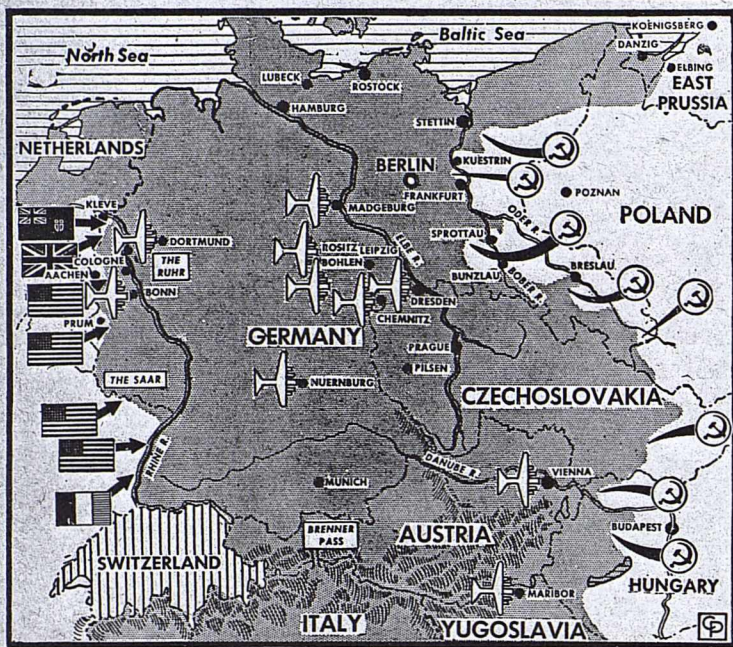 North Sea
Baltic Sea
KOENIGSBERG
DANZIG
ELBING
EAST
PRUSSIA
LUBECK
ROSTOCK
HAMBURG
STETTIN
NETHERLANDS
BERLIN
KUESTRIN
FRANKFURT
POZNAN
POLAND
KLEVE
MADGEBURG
ODER R.
DORTMUND
THE
RUHR
COLOGNE
AACHEN
BONN
ROSITZ
LEIPZIG
BOHLEN
ELBE R.
SPROTTAU
BUNZLAU
BOBER R.
BRESLAU
DRESDEN
CHEMNITZ
PRUM
GERMANY
PRAGUE
PILSEN
THE SAAR
NUERNBURG
CZECHOSLOVAKIA
RHINE R.
DANUBE R.
MUNICH
VIENNA
BRENNER
PASS
AUSTRIA
BUDAPEST
SWITZERLAND
HUNGARY
MARIBOR
ITALY
YUGOSLAVIA
CP